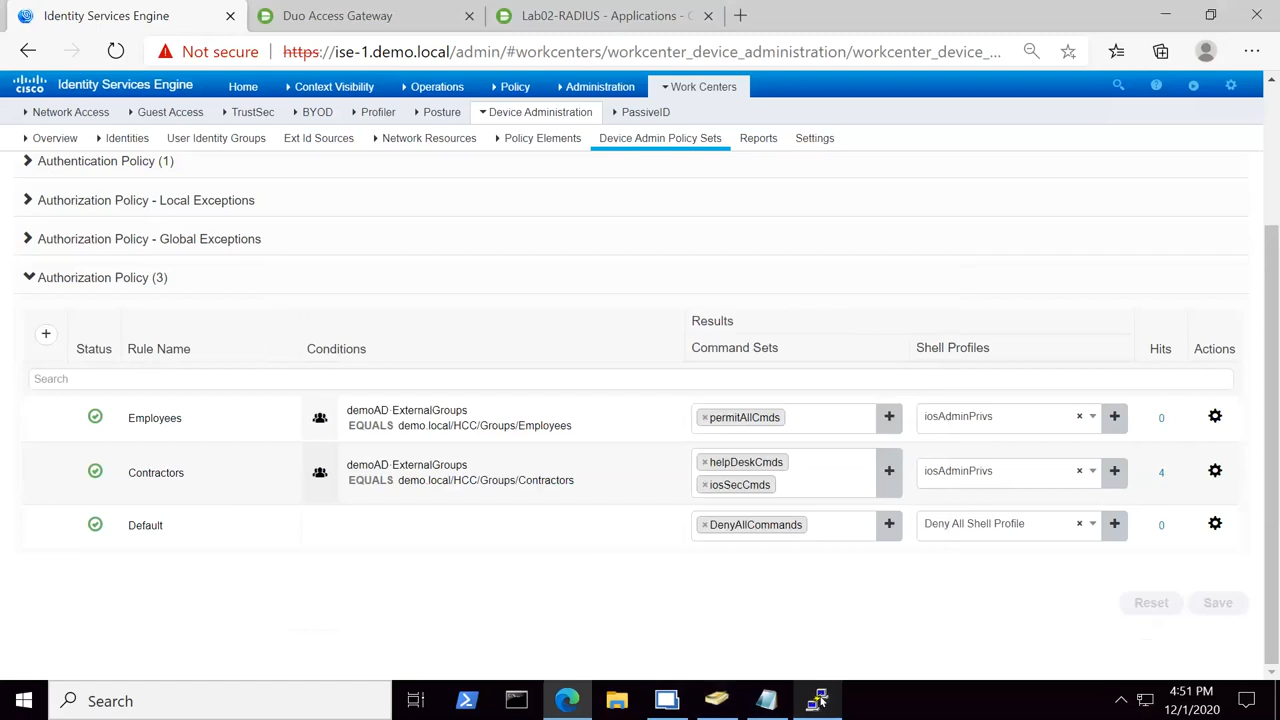 Identity Services Engine
Duo Access Gateway
Lab02-RADIUS - Applications -
Not secure
https://ise-1.demo.local/admin/#workcenters/workcenter_device_administration/workcenter_device_...
CISCO
Identity Services Engine
Home
Context Visibility
Operations
Policy
Administration
Work Centers
Network Access
Guest Access
TrustSec
BYOD
Profiler
Posture
Device Administration
PassiveID
Overview
Identities
User Identity Groups
Ext Id Sources
Network Resources
Policy Elements
Device Admin Policy Sets
Reports
Settings
Authentication Policy (1)
Authorization Policy - Local Exceptions
Authorization Policy - Global Exceptions
Authorization Policy (3)
Results
Status
Rule Name
Conditions
Command Sets
Shell Profiles
Hits
Actions
Search
Employees
demoAD·ExternalGroups
EQUALS demo.local/HCC/Groups/Employees
permitAllCmds
iosAdminPrivs
0
Contractors
demoAD·ExternalGroups
EQUALS demo.local/HCC/Groups/Contractors
helpDeskCmds
iosSecCmds
iosAdminPrivs
4
Default
DenyAllCommands
Deny All Shell Profile
0
Reset
Save
Search
4:51 PM
12/1/2020